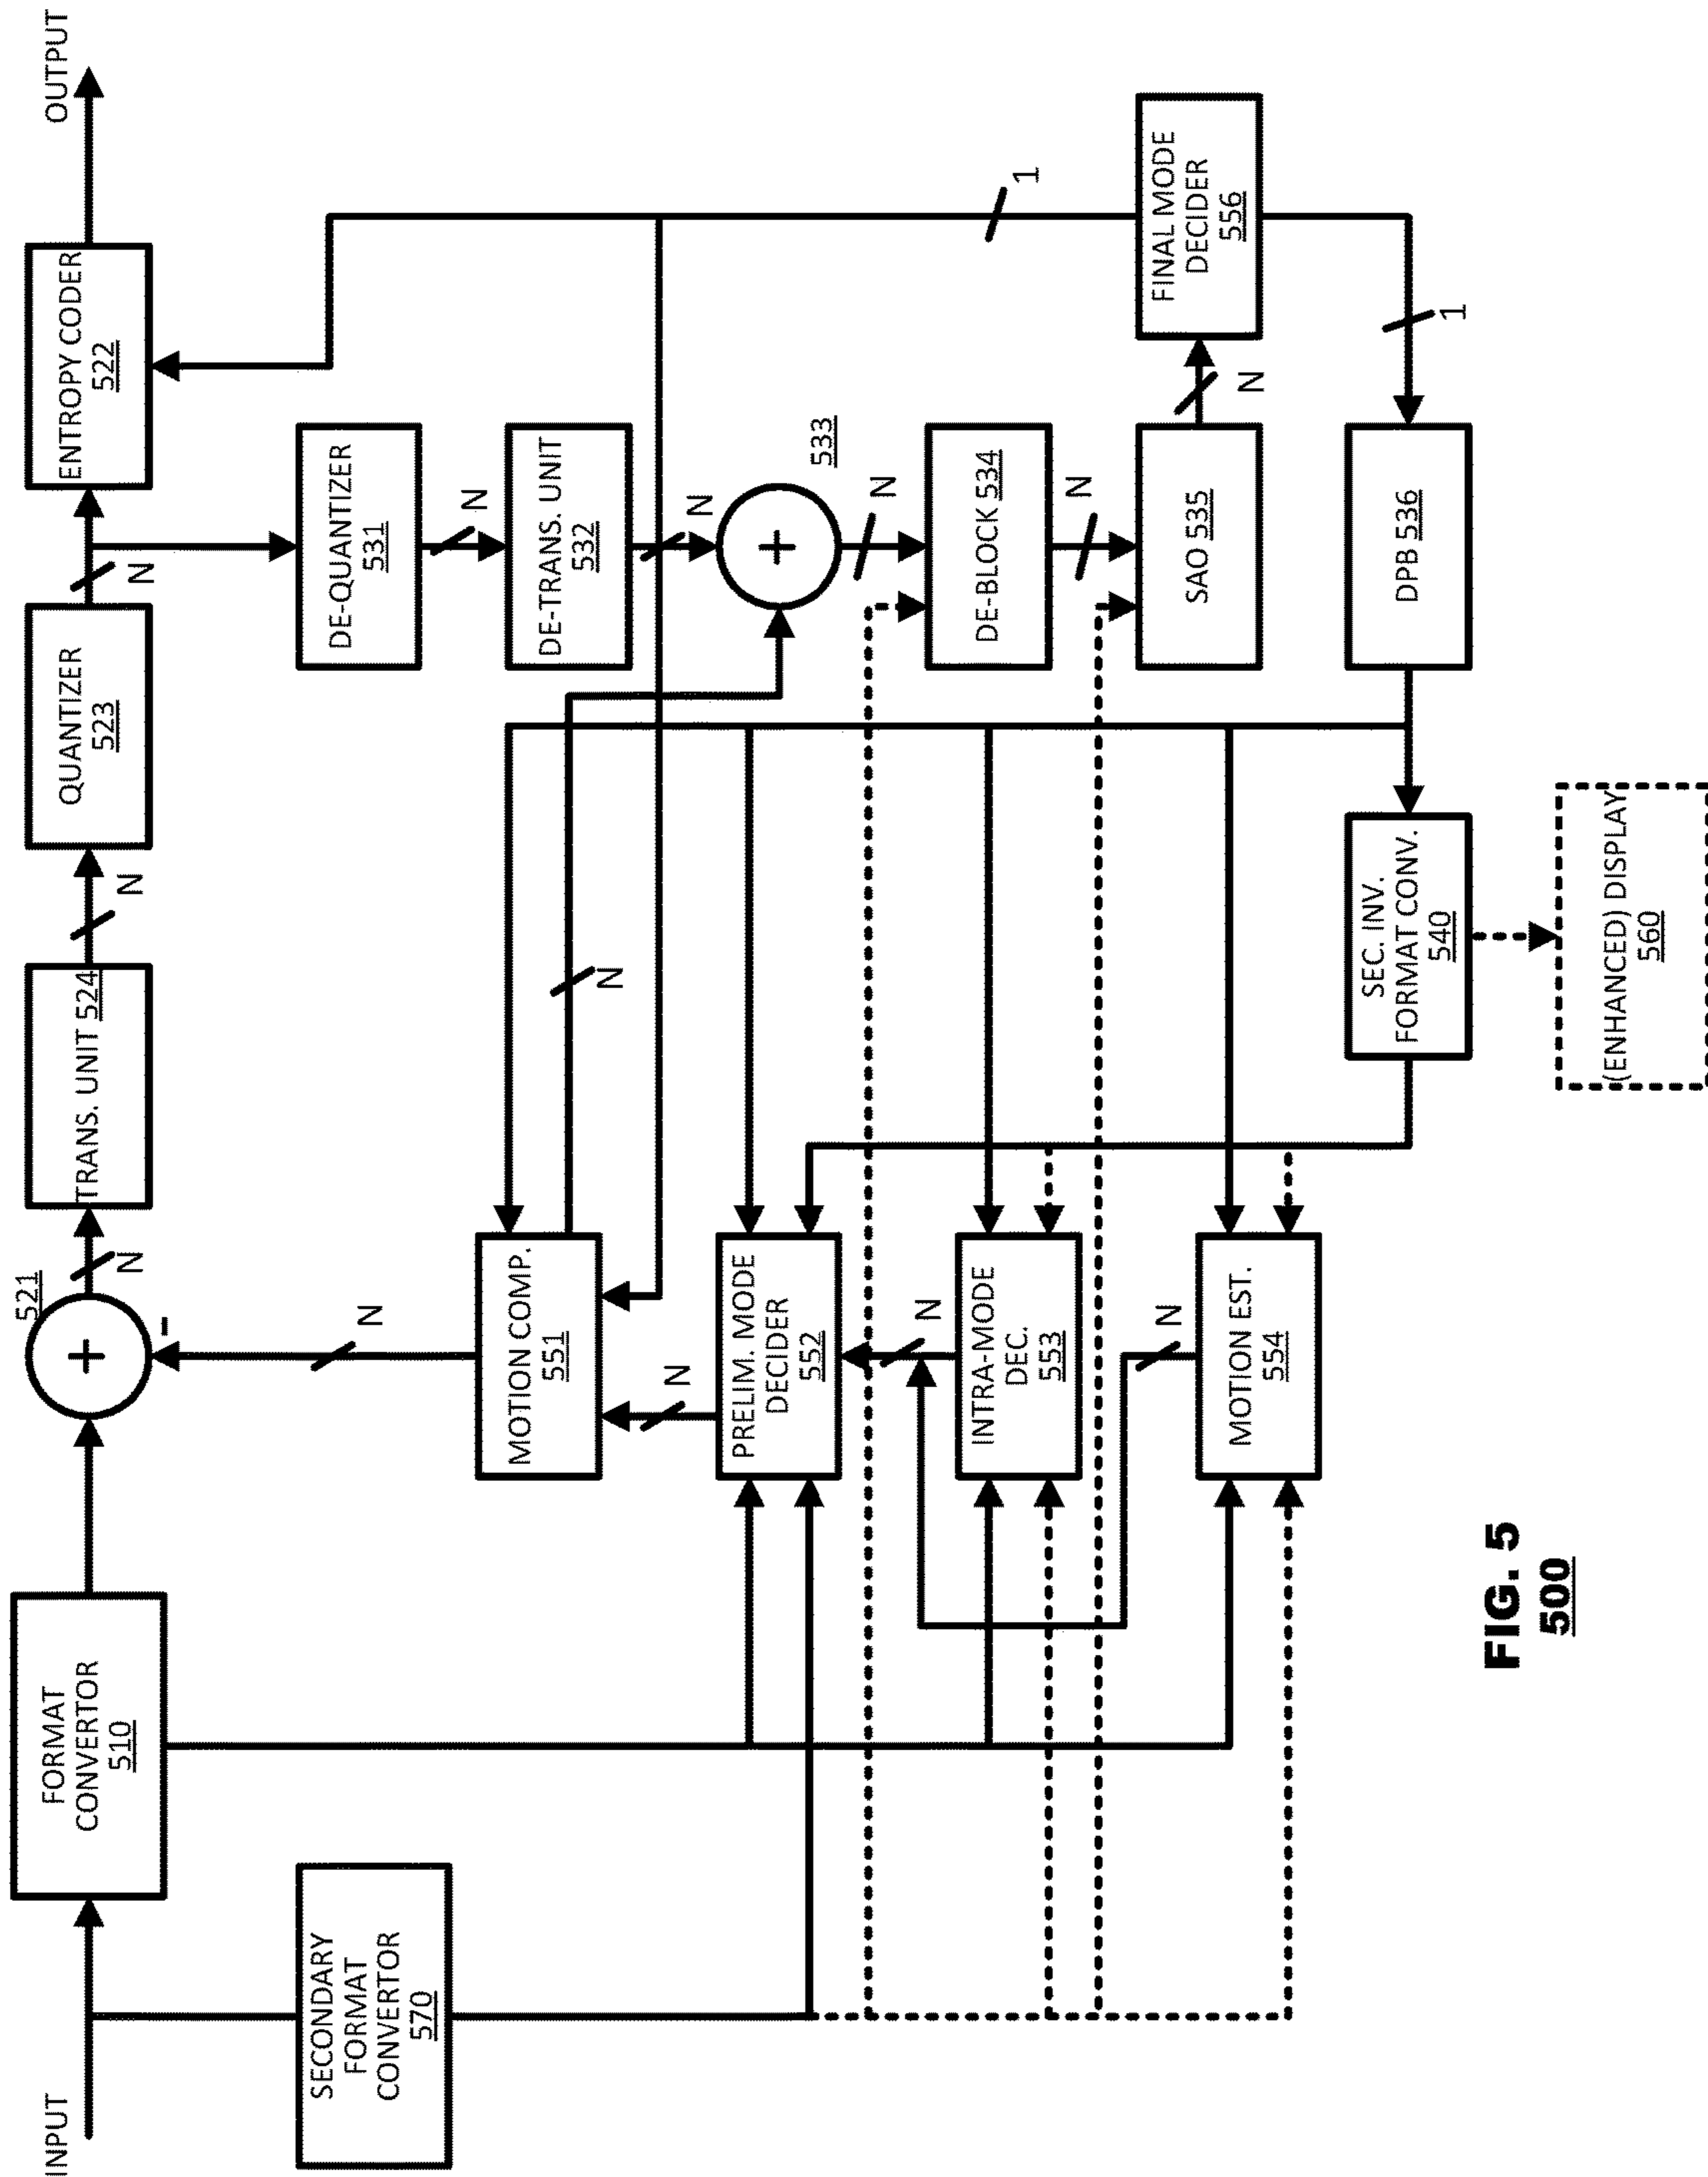 INPUT
FORMAT
CONVERTOR
510
521
+
-
N
TRANS. UNIT 524
N
QUANTIZER
523
N
ENTROPY CODER
522
OUTPUT
SECONDARY
FORMAT
CONVERTOR
570
N
DE-QUANTIZER
531
N
DE-TRANS. UNIT
532
N
MOTION COMP.
551
N
N
533
+
N
PRELIM. MODE
DECIDER
552
N
DE-BLOCK 534
N
INTRA-MODE
DEC.
553
1
N
SAO 535
N
FINAL MODE
DECIDER
556
MOTION EST.
554
SEC. INV.
FORMAT CONV.
540
DPB 536
1
(ENHANCED) DISPLAY
560
FIG. 5
500